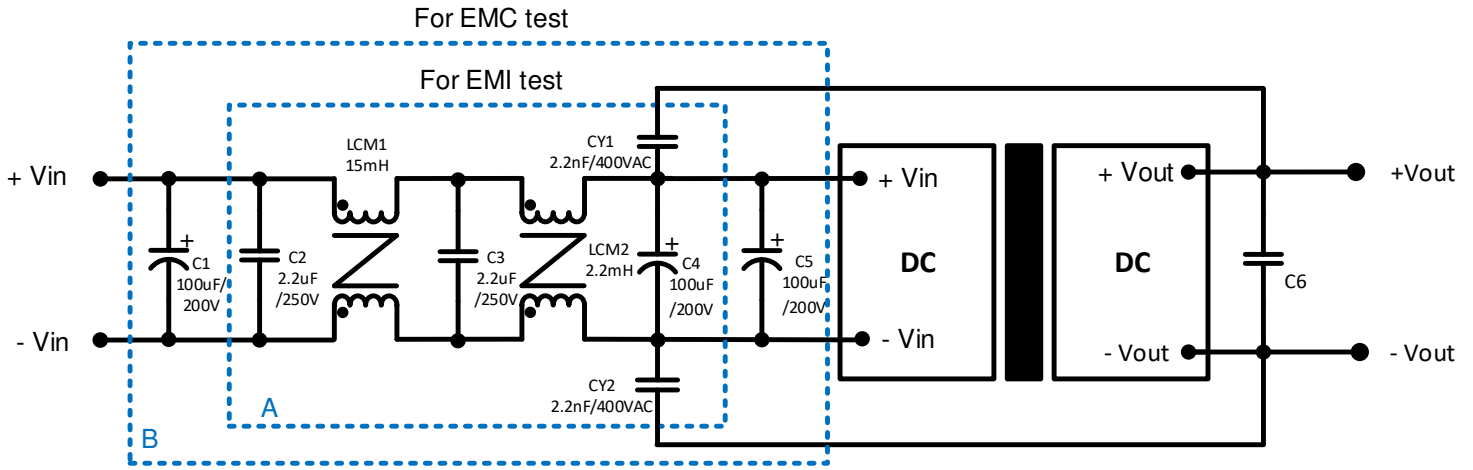 For EMC test
For EMI test
LCM1
15mH
CY1
2.2nF/400VAC
+ Vin
+
C1
100uF/
200V
C2
2.2uF
/250V
C3
2.2uF
/250V
LCM2
2.2mH
+
C4
100uF
/200V
+
C5
100uF
/200V
+ Vin
DC
- Vin
+ Vout
DC
- Vout
C6
+Vout
- Vout
- Vin
CY2
2.2nF/400VAC
A
B